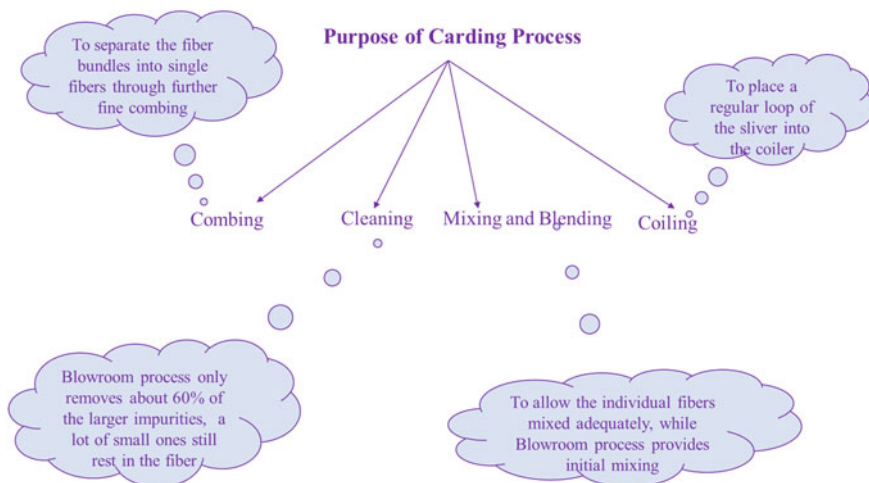 Purpose of Carding Process
To separate the fiber
bundles into single
fibers through further
fine combing
To place a
regular loop of
the sliver into
the coiler
Combing
Cleaning
Mixing and Blending
Coiling
Blowroom process only
removes about 60% of
the larger impurities, a
lot of small ones still
rest in the fiber
To allow the individual fibers
mixed adequately, while
Blowroom process provides
initial mixing